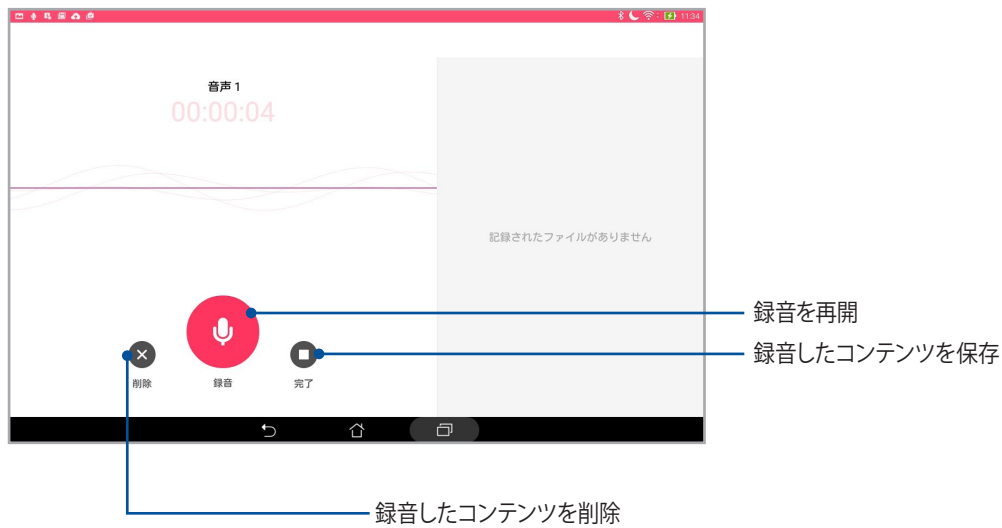 11:34
音声 1
00:00:04
記録されたファイルがありません
録音を再開
録音したコンテンツを保存
削除
録音
完了
録音したコンテンツを削除